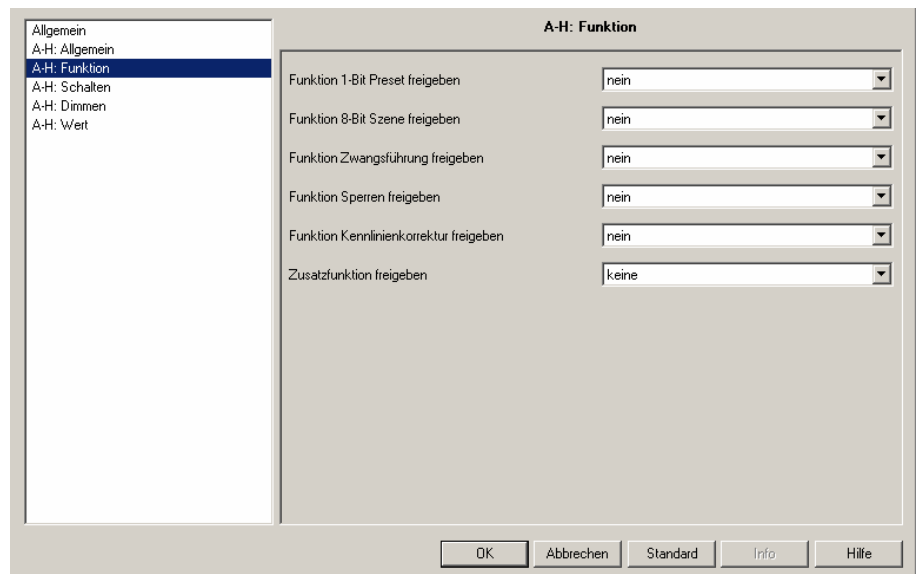 Allgemein
A-H: Allgemein
A-H: Funktion
A-H: Schalten
A-H: Dimmen
A-H: Wert
A-H: Funktion
Funktion 1-Bit Preset freigeben nein
Funktion 8-Bit Szene freigeben nein
Funktion Zwangsführung freigeben nein
Funktion Sperren freigeben nein
Funktion Kennlinienkorrektur freigeben nein
Zusatzfunktion freigeben keine
OK Abbrechen Standard Info Hilfe